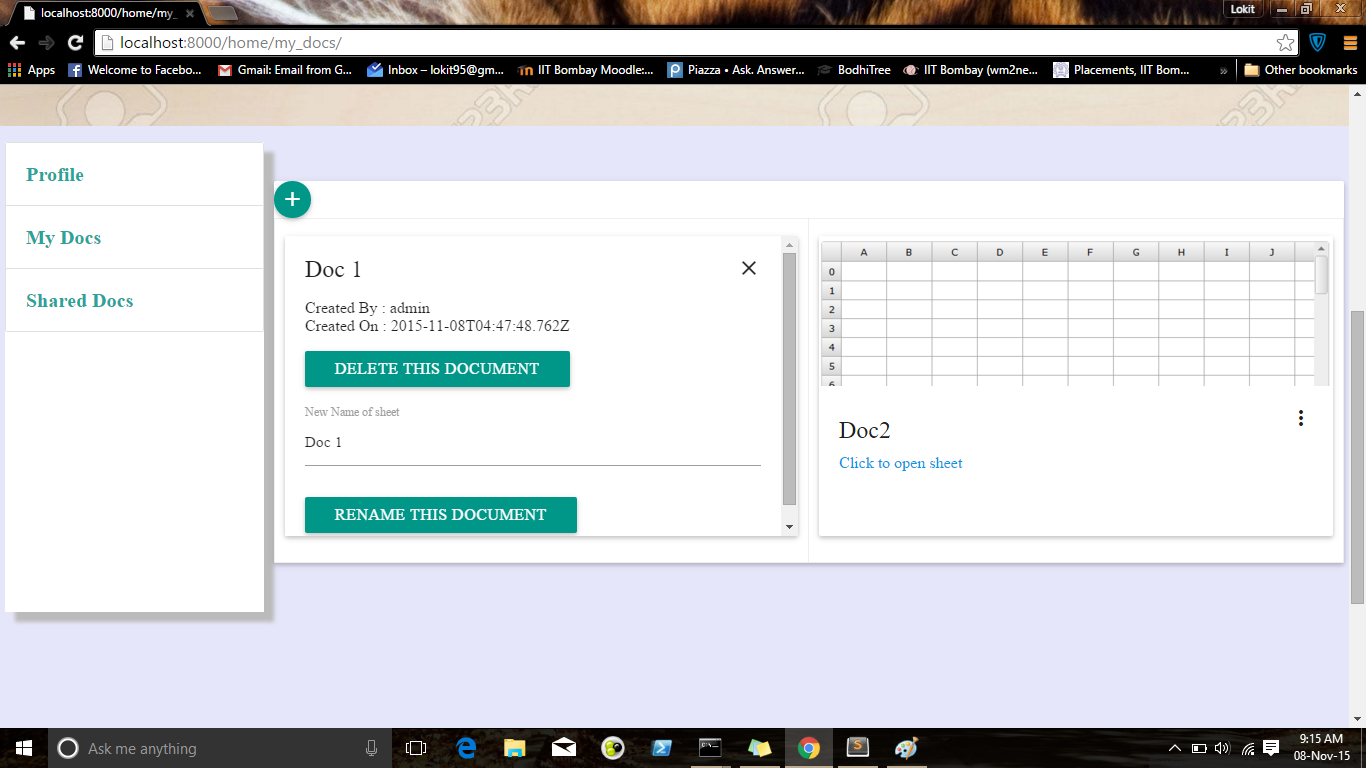 localhost:8000/home/my_
Lokit
localhost:8000/home/my_docs/
Apps Welcome to Facebo... Gmail: Email from G... Inbox – lokit95@gm... IIT Bombay Moodle:... Piazza • Ask. Answer... BodhiTree IIT Bombay (wm2ne... Placements, IIT Bom... » Other bookmarks
Profile
My Docs
Shared Docs
+
Doc 1
Created By : admin
Created On : 2015-11-08T04:47:48.762Z
DELETE THIS DOCUMENT
New Name of sheet
Doc 1
RENAME THIS DOCUMENT
A B C D E F G H I J
0
1
2
3
4
5
6
Doc2
Click to open sheet
Ask me anything
9:15 AM
08-Nov-15